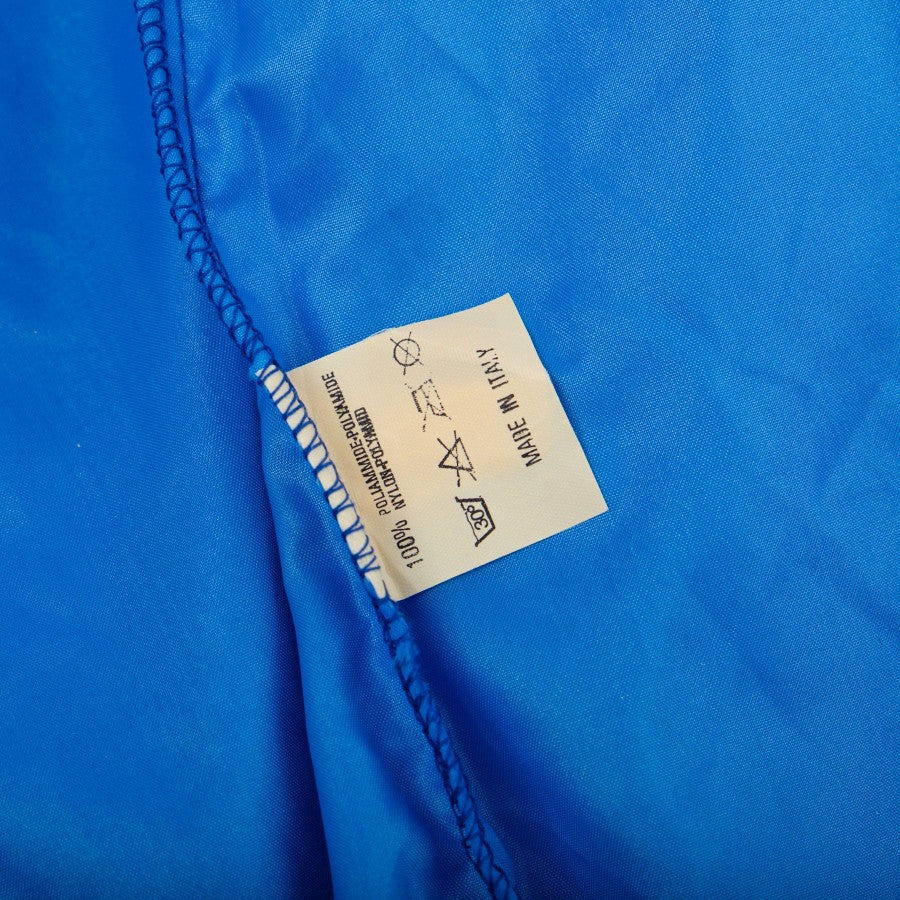 100% POLIAMMIDE-POLYAMIDE
NYLON-POLYAMID
30°
MADE IN ITALY